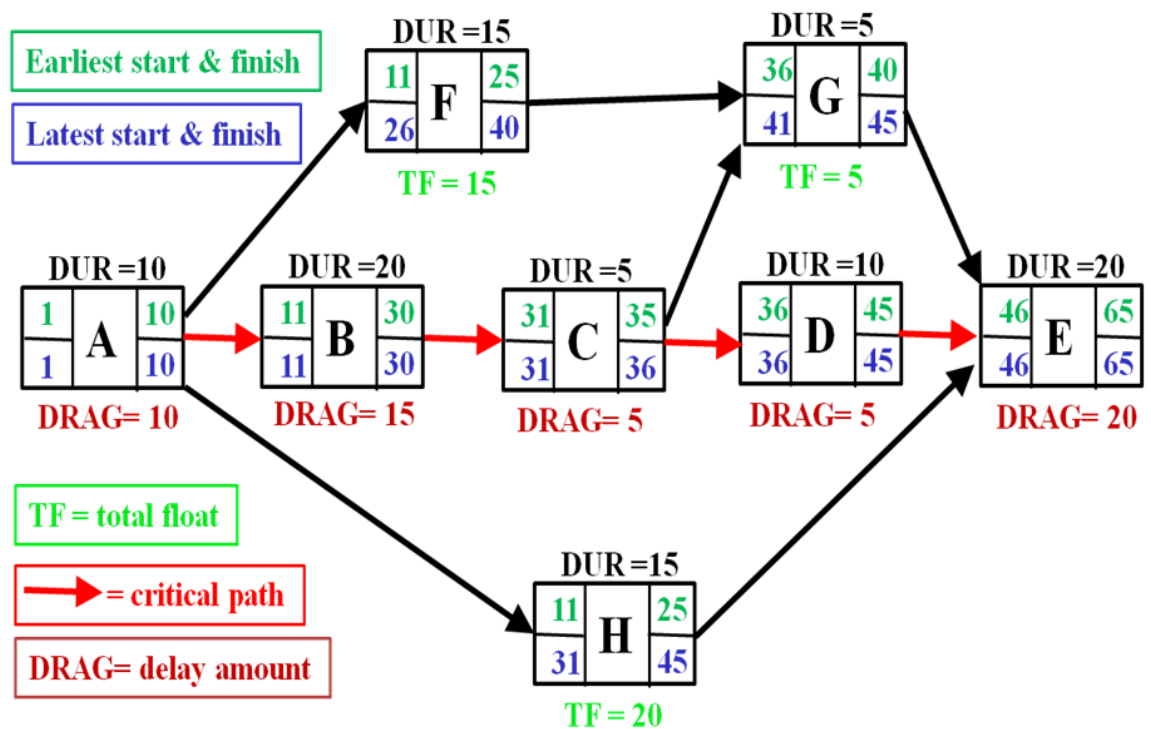 DUR =15
DUR =5
Earliest start & finish
11 F 25
26 40
36 G 40
41 45
Latest start & finish
TF = 15
TF = 5
DUR =10
DUR =20
DUR =5
DUR =10
DUR =20
1 A 10
1 10
11 B 30
11 30
31 C 35
31 36
36 D 45
36 45
46 E 65
46 65
DRAG= 10
DRAG= 15
DRAG= 5
DRAG= 5
DRAG= 20
TF = total float
= critical path
DRAG= delay amount
DUR =15
11 H 25
31 45
TF = 20